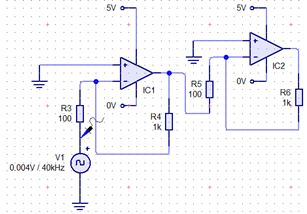 5V
5V
IC1
0V
IC2
0V
R3
100
R4
1k
R5
100
R6
1k
V1
0.004V / 40kHz